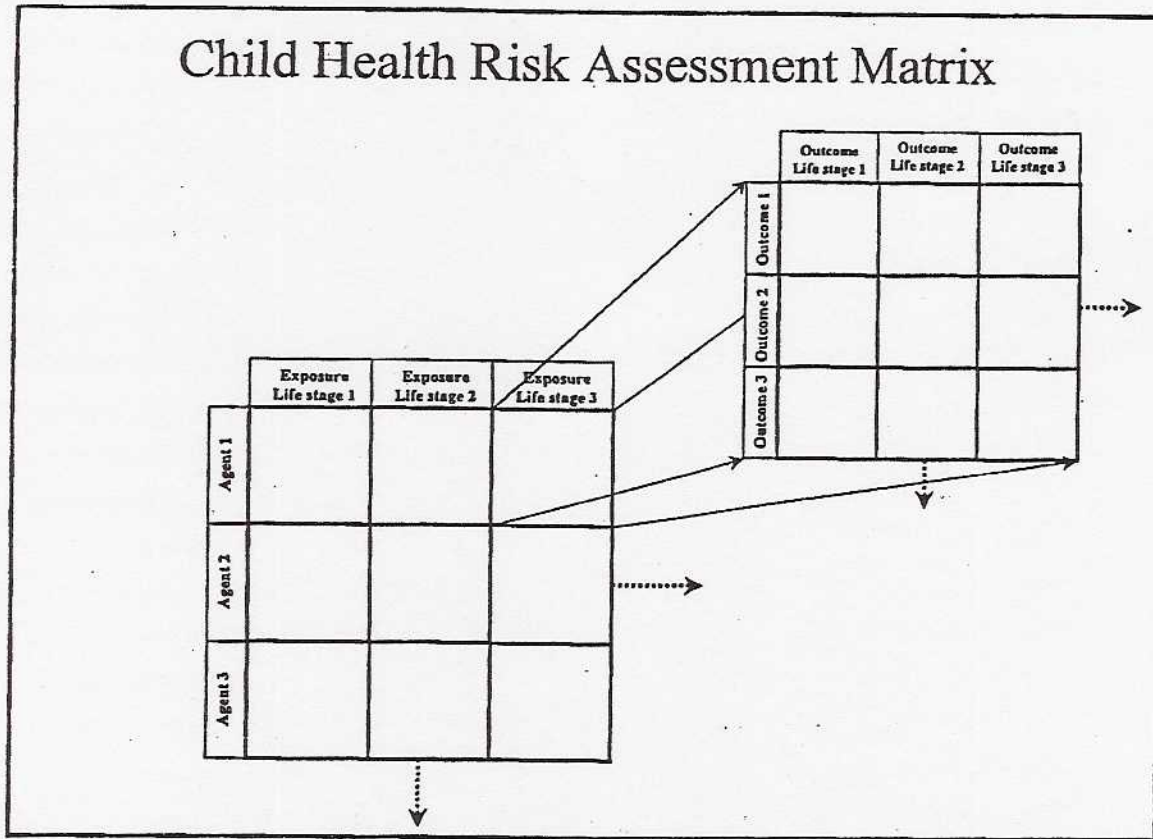 Child Health Risk Assessment Matrix
Outcome
Life stage 1
Outcome
Life stage 2
Outcome
Life stage 3
Outcome 1
Outcome 2
Outcome 3
Exposure
Life stage 1
Exposure
Life stage 2
Exposure
Life stage 3
Agent 1
Agent 2
Agent 3